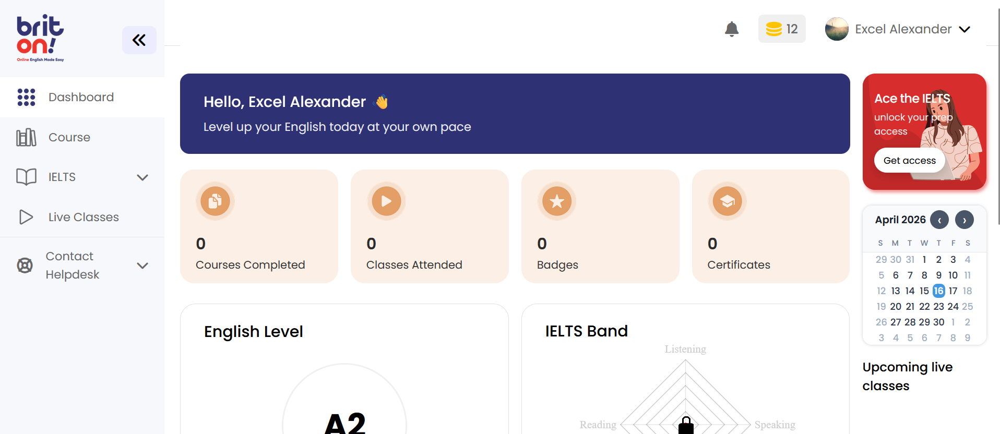 brit
on!
Online English Made Easy
Dashboard
Course
IELTS
Live Classes
Contact
Helpdesk
12
Excel Alexander
Hello, Excel Alexander 👋
Level up your English today at your own pace
0
Courses Completed
0
Classes Attended
0
Badges
0
Certificates
English Level
A2
IELTS Band
Listening
Reading
Speaking
Ace the IELTS
unlock your prep
access
Get access
April 2026 ‹ ›
S M T W T F S
29 30 31 1 2 3 4
5 6 7 8 9 10 11
12 13 14 15 16 17 18
19 20 21 22 23 24 25
26 27 28 29 30 1 2
3 4 5 6 7 8 9
Upcoming live
classes